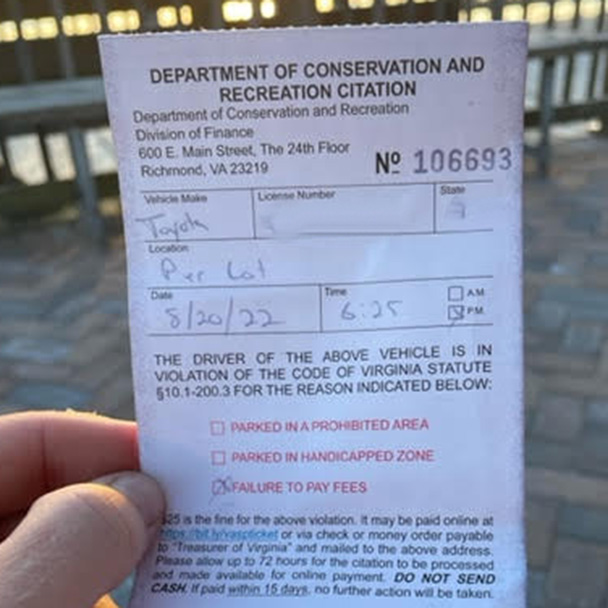 DEPARTMENT OF CONSERVATION AND
RECREATION CITATION
Department of Conservation and Recreation
Division of Finance
600 E. Main Street, The 24th Floor
Richmond, VA 23219
Nº 106693
Vehicle Make
License Number
State
Toyota
Location
Lot
Date
Time
A.M.
8/20/22
6:25
P.M.
THE DRIVER OF THE ABOVE VEHICLE IS IN
VIOLATION OF THE CODE OF VIRGINIA STATUTE
§10.1-200.3 FOR THE REASON INDICATED BELOW:
PARKED IN A PROHIBITED AREA
PARKED IN HANDICAPPED ZONE
FAILURE TO PAY FEES
$25 is the fine for the above violation. It may be paid online at
https://bit.ly/vaspticket or via check or money order payable
to "Treasurer of Virginia" and mailed to the above address.
Please allow up to 72 hours for the citation to be processed
and made available for online payment. DO NOT SEND
CASH. If paid within 15 days, no further action will be taken.